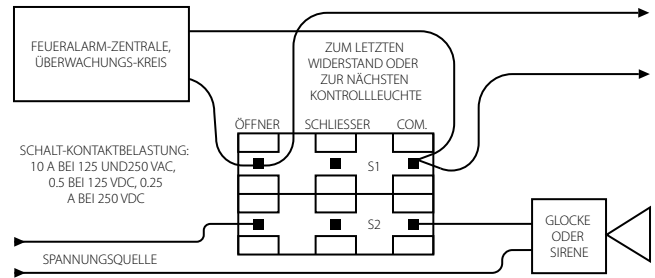 FEUERALARM-ZENTRALE,
ÜBERWACHUNGS-KREIS
ZUM LETZTEN
WIDERSTAND ODER
ZUR NÄCHSTEN
KONTROLLLEUCHTE
ÖFFNER
SCHLIESSER
COM.
SCHALT-KONTAKTBELASTUNG:
10 A BEI 125 UND250 VAC,
0.5 BEI 125 VDC, 0.25
A BEI 250 VDC
S1
S2
GLOCKE
ODER
SIRENE
SPANNUNGSQUELLE